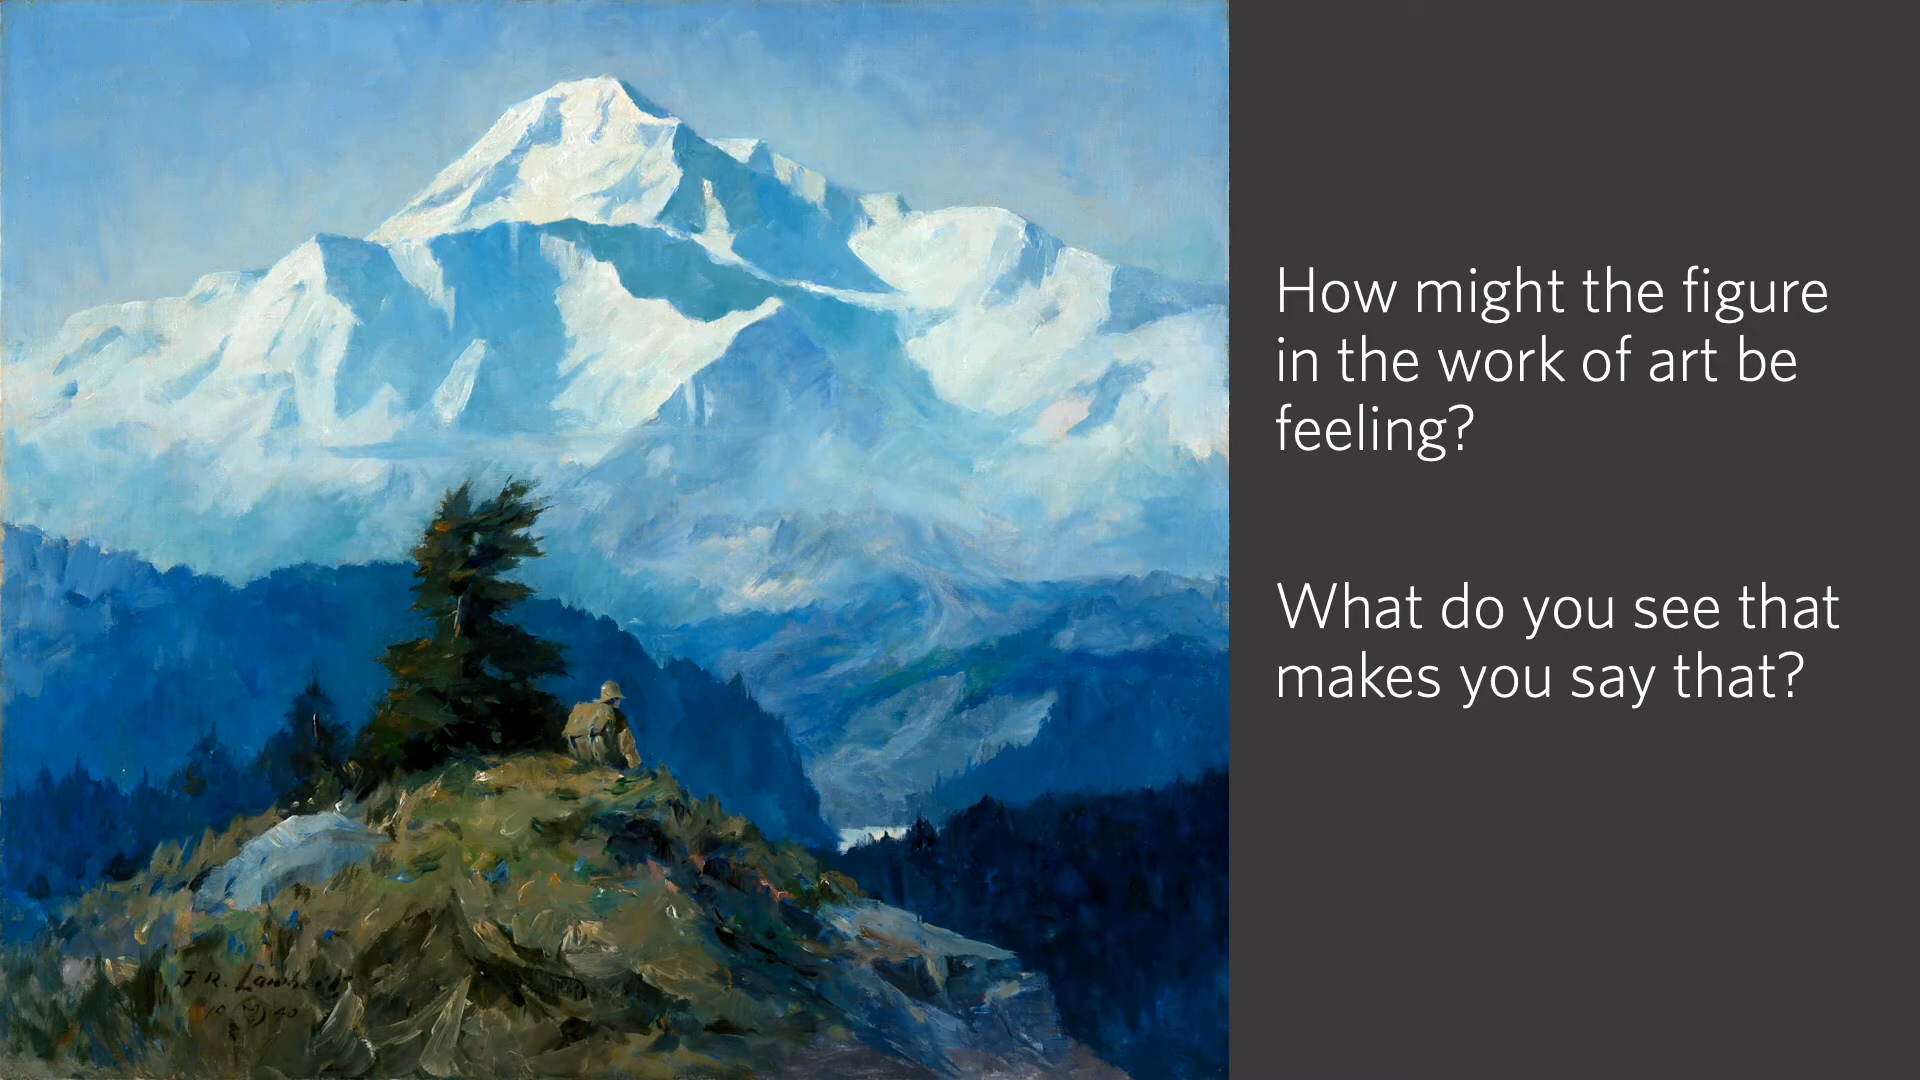 How might the figure
in the work of art be
feeling?
What do you see that
makes you say that?
J. R.